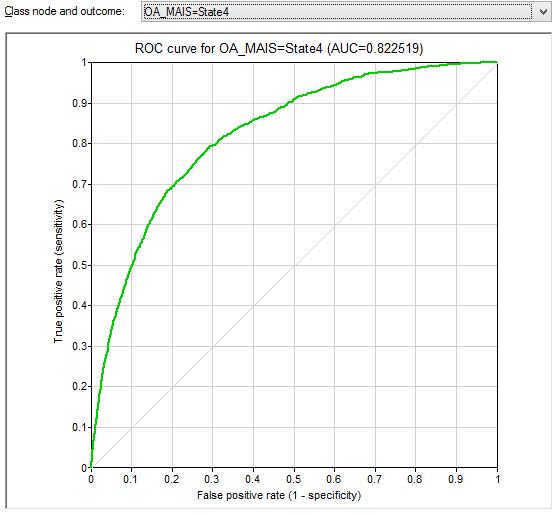 Class node and outcome: OA_MAIS=State4
ROC curve for OA_MAIS=State4 (AUC=0.822519)
True positive rate (sensitivity)
1
0.9
0.8
0.7
0.6
0.5
0.4
0.3
0.2
0.1
0
0 0.1 0.2 0.3 0.4 0.5 0.6 0.7 0.8 0.9 1
False positive rate (1 - specificity)